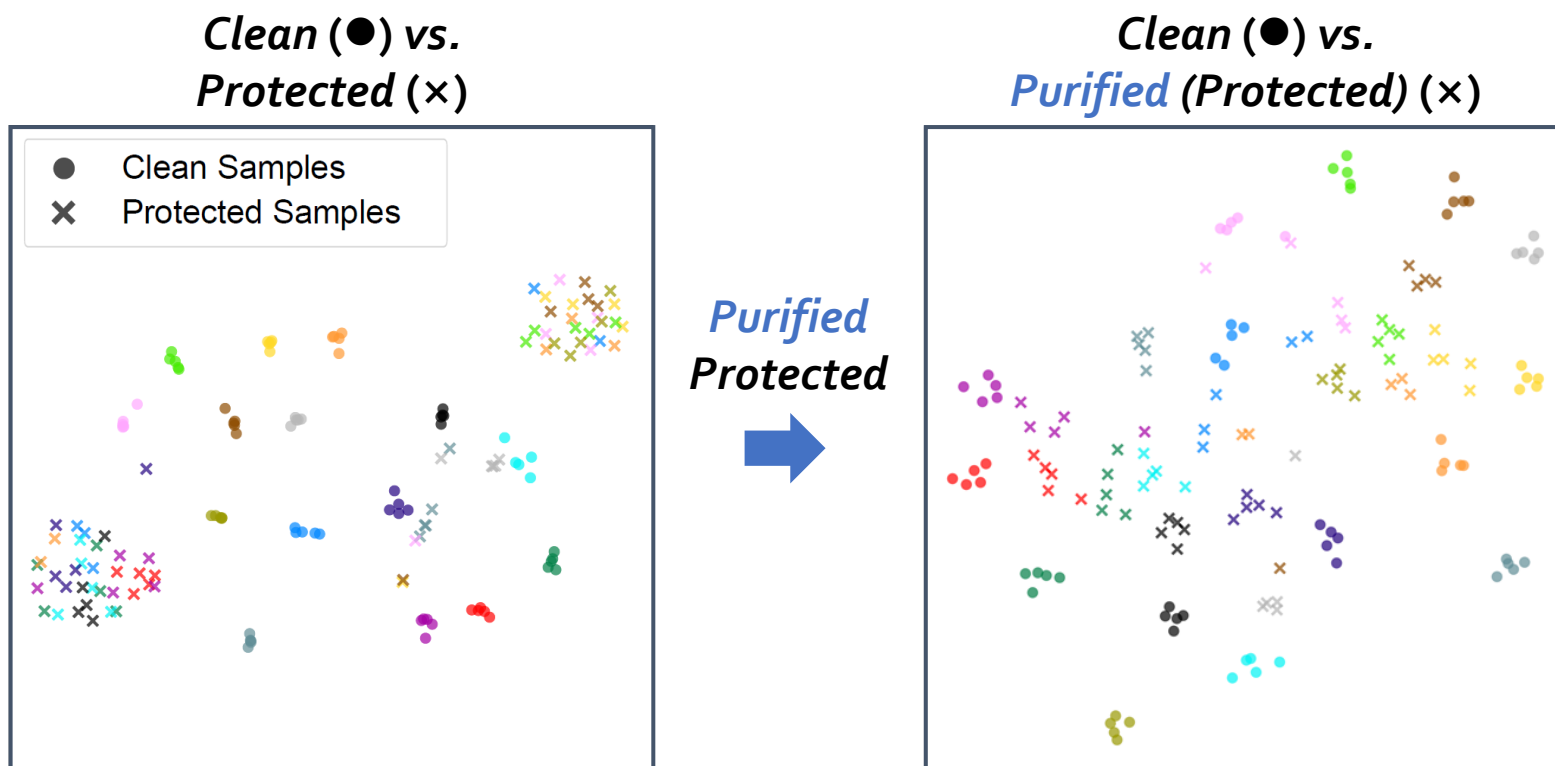 Clean (●) vs.
Protected (×)
Clean Samples
Protected Samples
Purified
Protected
Clean (●) vs.
Purified (Protected) (×)